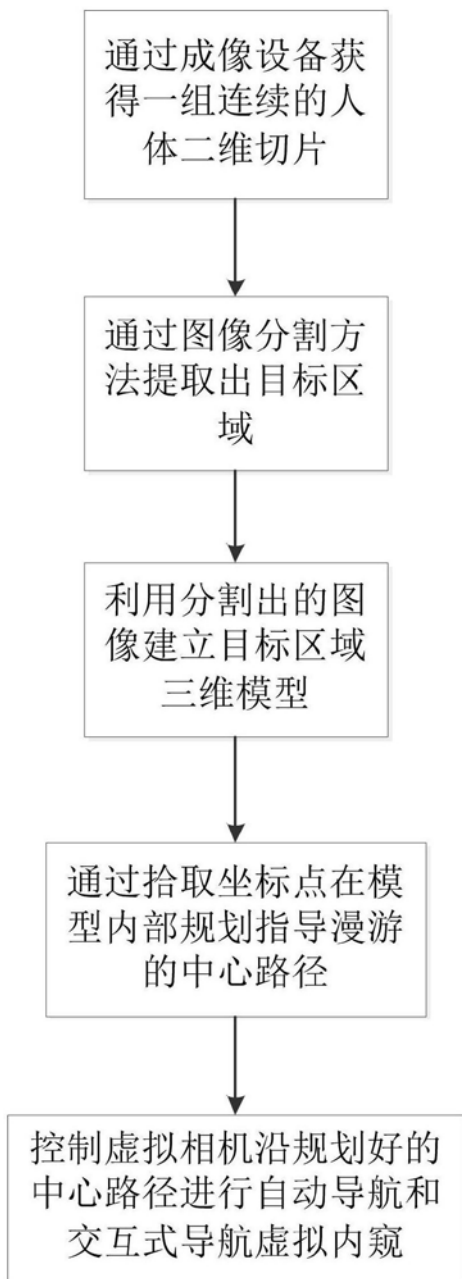 通过成像设备获
得一组连续的人
体二维切片
通过图像分割方
法提取出目标区
域
利用分割出的图
像建立目标区域
三维模型
通过拾取坐标点在模
型内部规划指导漫游
的中心路径
控制虚拟相机沿规划好的
中心路径进行自动导航和
交互式导航虚拟内窥